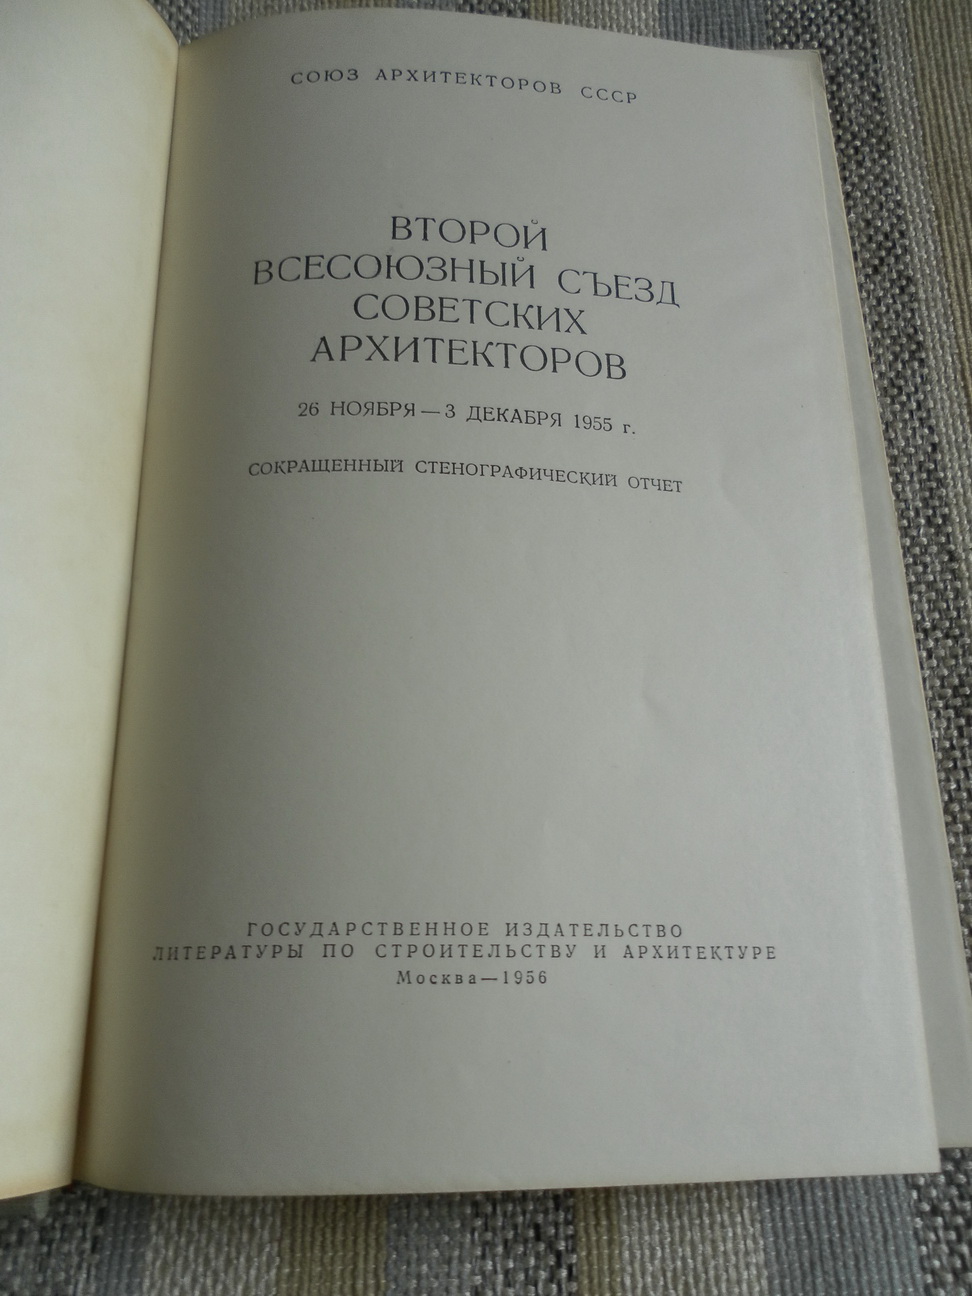 СОЮЗ АРХИТЕКТОРОВ СССР
ВТОРОЙ
ВСЕСОЮЗНЫЙ СЪЕЗД
СОВЕТСКИХ
АРХИТЕКТОРОВ
26 НОЯБРЯ — 3 ДЕКАБРЯ 1955 г.
СОКРАЩЕННЫЙ СТЕНОГРАФИЧЕСКИЙ ОТЧЕТ
ГОСУДАРСТВЕННОЕ ИЗДАТЕЛЬСТВО
ЛИТЕРАТУРЫ ПО СТРОИТЕЛЬСТВУ И АРХИТЕКТУРЕ
Москва—1956